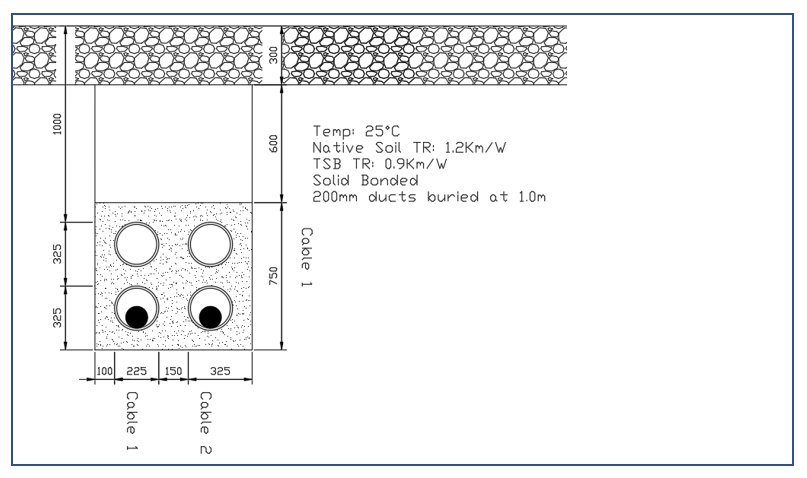 300
1000
600
Temp: 25°C
Native Soil TR: 1.2Km/W
TSB TR: 0.9Km/W
Solid Bonded
200mm ducts buried at 1.0m
325
750
Cable 1
325
100 225 150 325
Cable 1
Cable 2